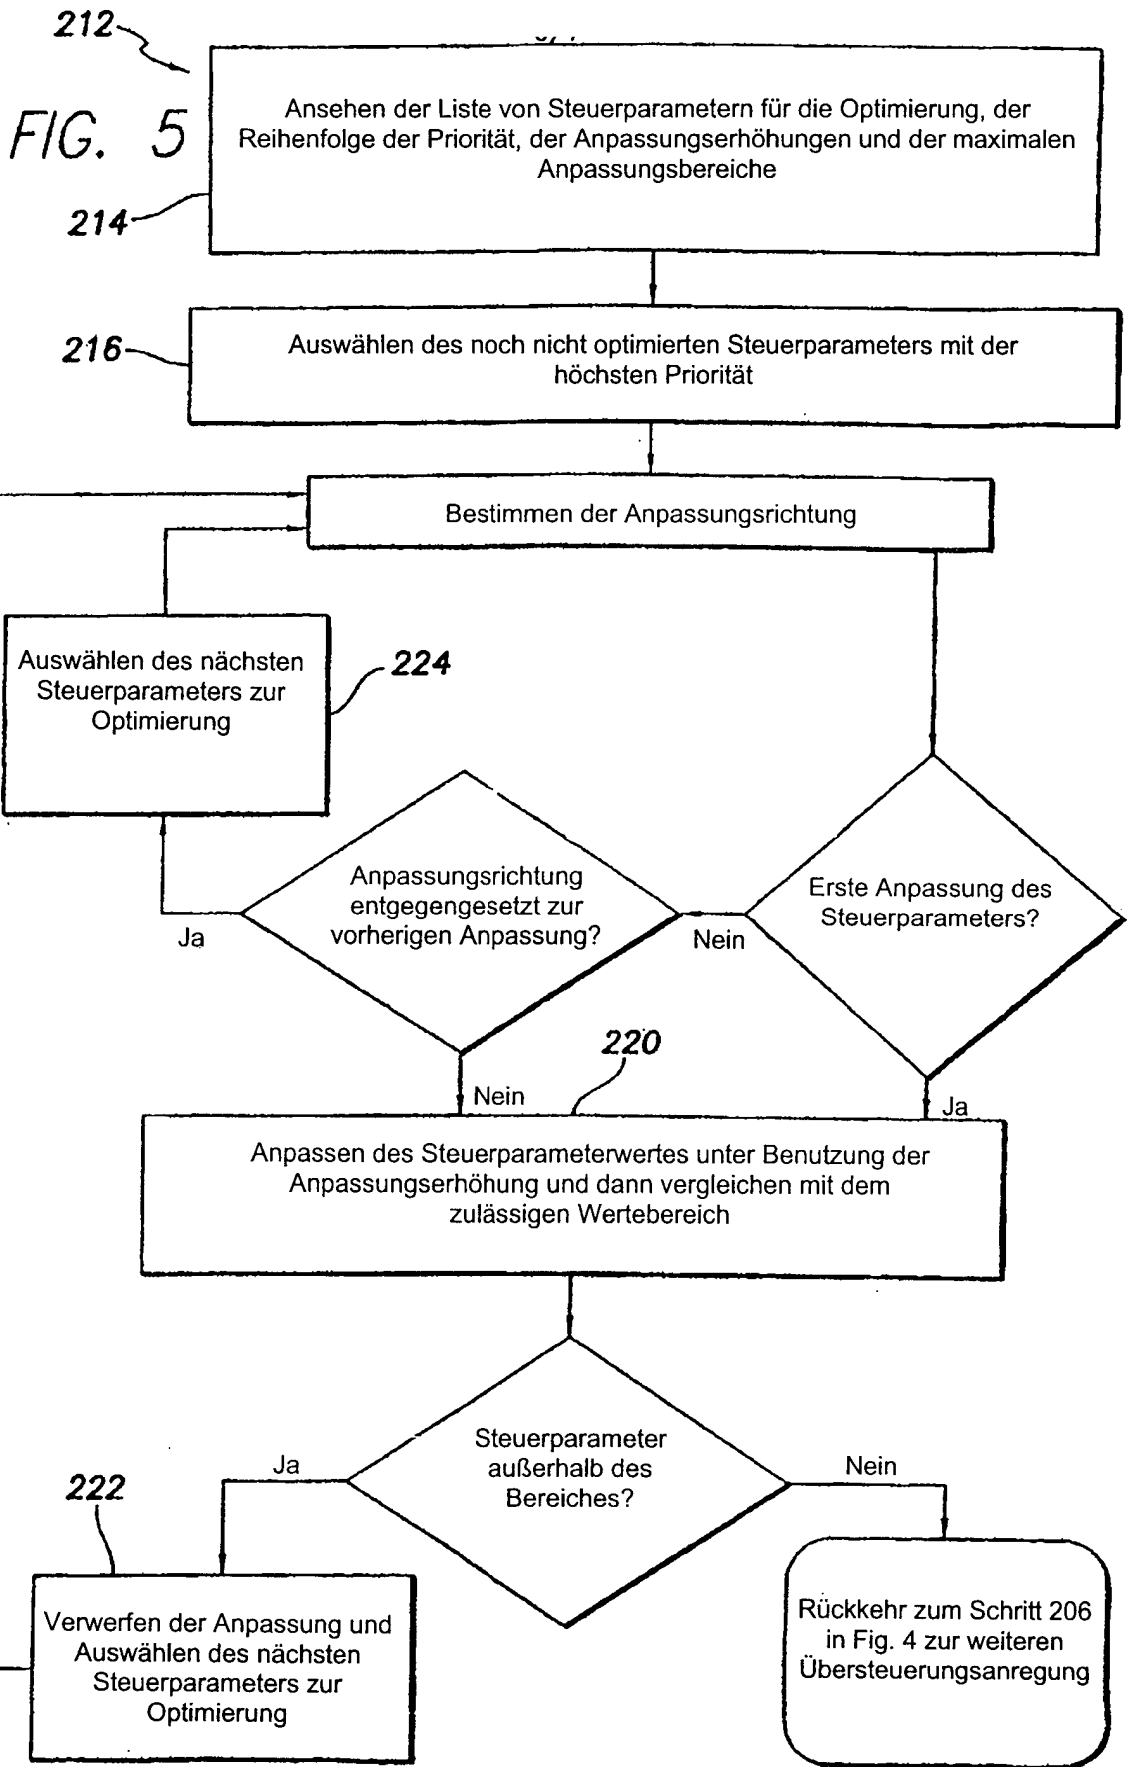 212
FIG. 5
Ansehen der Liste von Steuerparametern für die Optimierung, der
Reihenfolge der Priorität, der Anpassungserhöhungen und der maximalen
Anpassungsbereiche
214
216
Auswählen des noch nicht optimierten Steuerparameters mit der
höchsten Priorität
Bestimmen der Anpassungsrichtung
Auswählen des nächsten
Steuerparameters zur
Optimierung
224
Anpassungsrichtung
entgegengesetzt zur
vorherigen Anpassung?
Erste Anpassung des
Steuerparameters?
Ja
Nein
220
Nein
Ja
Anpassen des Steuerparameterwertes unter Benutzung der
Anpassungserhöhung und dann vergleichen mit dem
zulässigen Wertebereich
Steuerparameter
außerhalb des
Bereiches?
Ja
Nein
222
Verwerfen der Anpassung und
Auswählen des nächsten
Steuerparameters zur
Optimierung
Rückkehr zum Schritt 206
in Fig. 4 zur weiteren
Übersteuerungsanregung